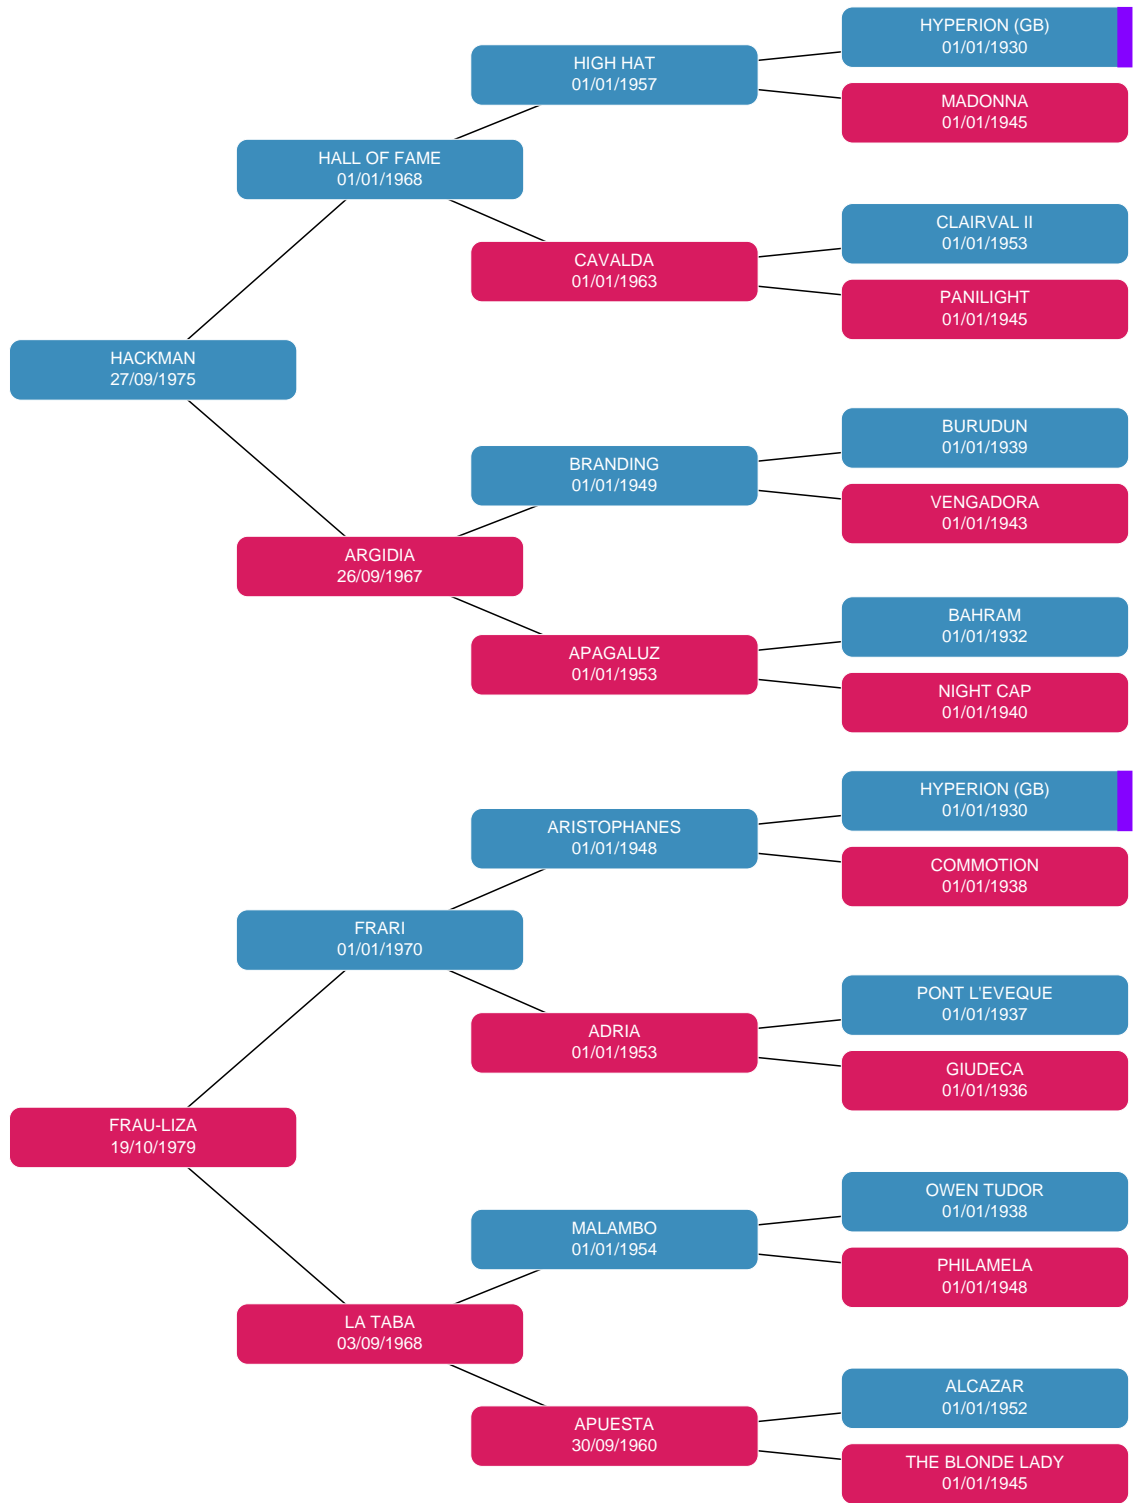 HYPERION (GB)
01/01/1930
HIGH HAT
01/01/1957
MADONNA
01/01/1945
HALL OF FAME
01/01/1968
CLAIRVAL II
01/01/1953
CAVALDA
01/01/1963
PANILIGHT
01/01/1945
HACKMAN
27/09/1975
BURUDUN
01/01/1939
BRANDING
01/01/1949
VENGADORA
01/01/1943
ARGIDIA
26/09/1967
BAHRAM
01/01/1932
APAGALUZ
01/01/1953
NIGHT CAP
01/01/1940
HYPERION (GB)
01/01/1930
ARISTOPHANES
01/01/1948
COMMOTION
01/01/1938
FRARI
01/01/1970
PONT L'EVEQUE
01/01/1937
ADRIA
01/01/1953
GIUDECA
01/01/1936
FRAU-LIZA
19/10/1979
OWEN TUDOR
01/01/1938
MALAMBO
01/01/1954
PHILAMELA
01/01/1948
LA TABA
03/09/1968
ALCAZAR
01/01/1952
APUESTA
30/09/1960
THE BLONDE LADY
01/01/1945